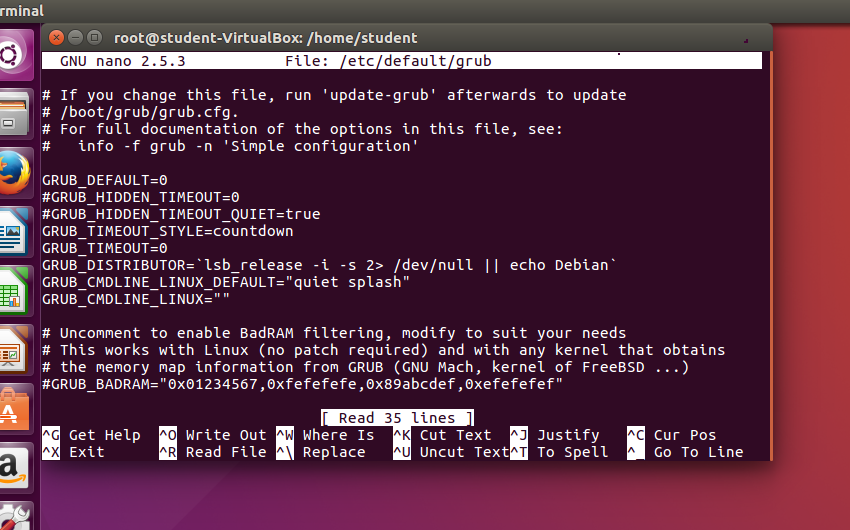 rminal
root@student-VirtualBox: /home/student
GNU nano 2.5.3 File: /etc/default/grub
# If you change this file, run 'update-grub' afterwards to update
# /boot/grub/grub.cfg.
# For full documentation of the options in this file, see:
#   info -f grub -n 'Simple configuration'
GRUB_DEFAULT=0
#GRUB_HIDDEN_TIMEOUT=0
#GRUB_HIDDEN_TIMEOUT_QUIET=true
GRUB_TIMEOUT_STYLE=countdown
GRUB_TIMEOUT=0
GRUB_DISTRIBUTOR=`lsb_release -i -s 2> /dev/null || echo Debian`
GRUB_CMDLINE_LINUX_DEFAULT="quiet splash"
GRUB_CMDLINE_LINUX=""
# Uncomment to enable BadRAM filtering, modify to suit your needs
# This works with Linux (no patch required) and with any kernel that obtains
# the memory map information from GRUB (GNU Mach, kernel of FreeBSD ...)
#GRUB_BADRAM="0x01234567,0xfefefefe,0x89abcdef,0xefefefef"
[ Read 35 lines ]
^G Get Help ^O Write Out ^W Where Is ^K Cut Text ^J Justify ^C Cur Pos
^X Exit ^R Read File ^\ Replace ^U Uncut Text ^T To Spell ^_ Go To Line